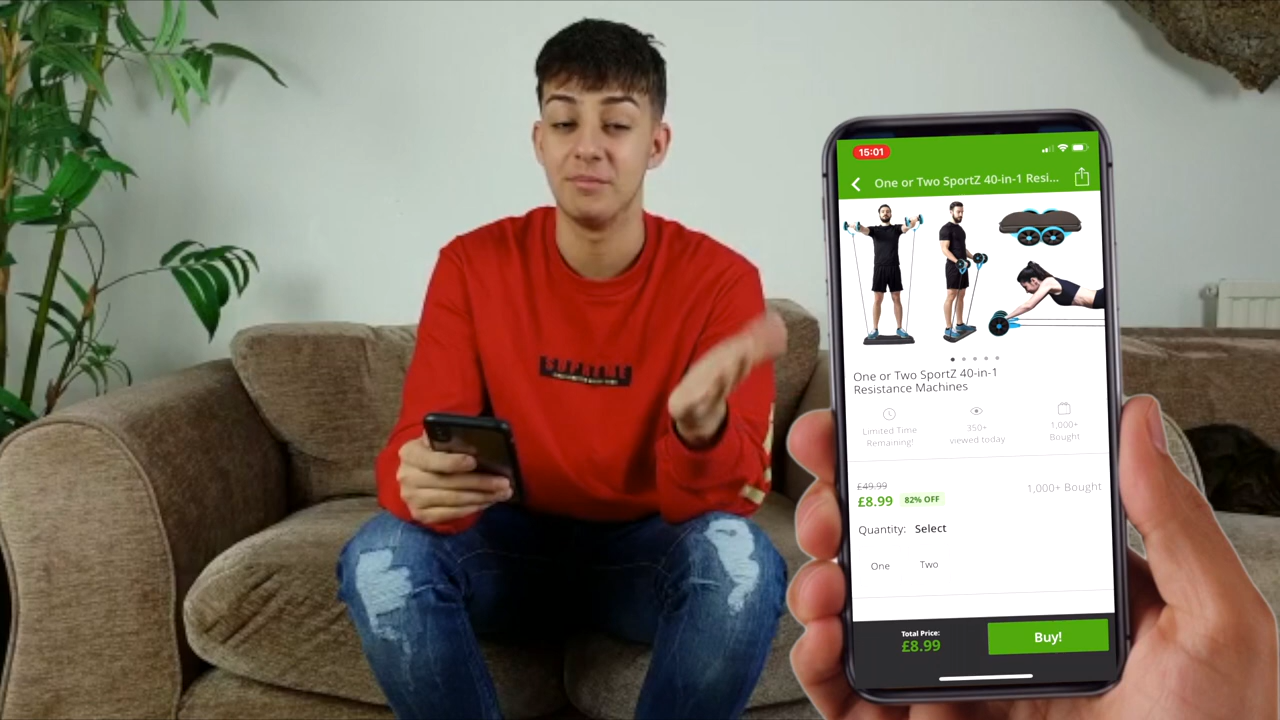 15:01
One or Two SportZ 40-in-1 Resi...
One or Two SportZ 40-in-1
Resistance Machines
Limited Time
Remaining!
350+
viewed today
1,000+
Bought
£49.99
£8.99 82% OFF
1,000+ Bought
Quantity: Select
One Two
Total Price:
£8.99
Buy!